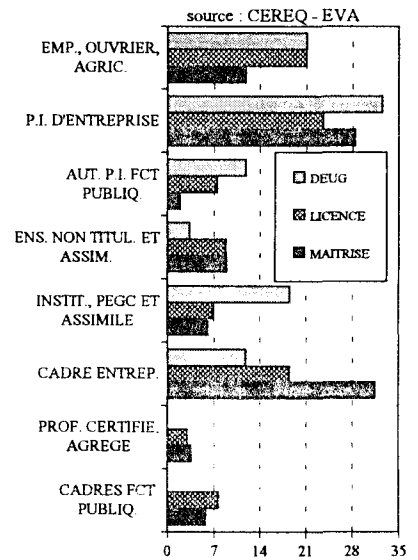 source : CEREQ - EVA
EMP., OUVRIER,
AGRIC.
P.I. D'ENTREPRISE
AUT. P.I. FCT
PUBLIQ.
ENS. NON TITUL. ET
ASSIM.
INSTIT., PEGC ET
ASSIMILE
CADRE ENTREP.
PROF. CERTIFIE.
AGREGE
CADRES FCT
PUBLIQ.
DEUG
LICENCE
MAITRISE
0 7 14 21 28 35